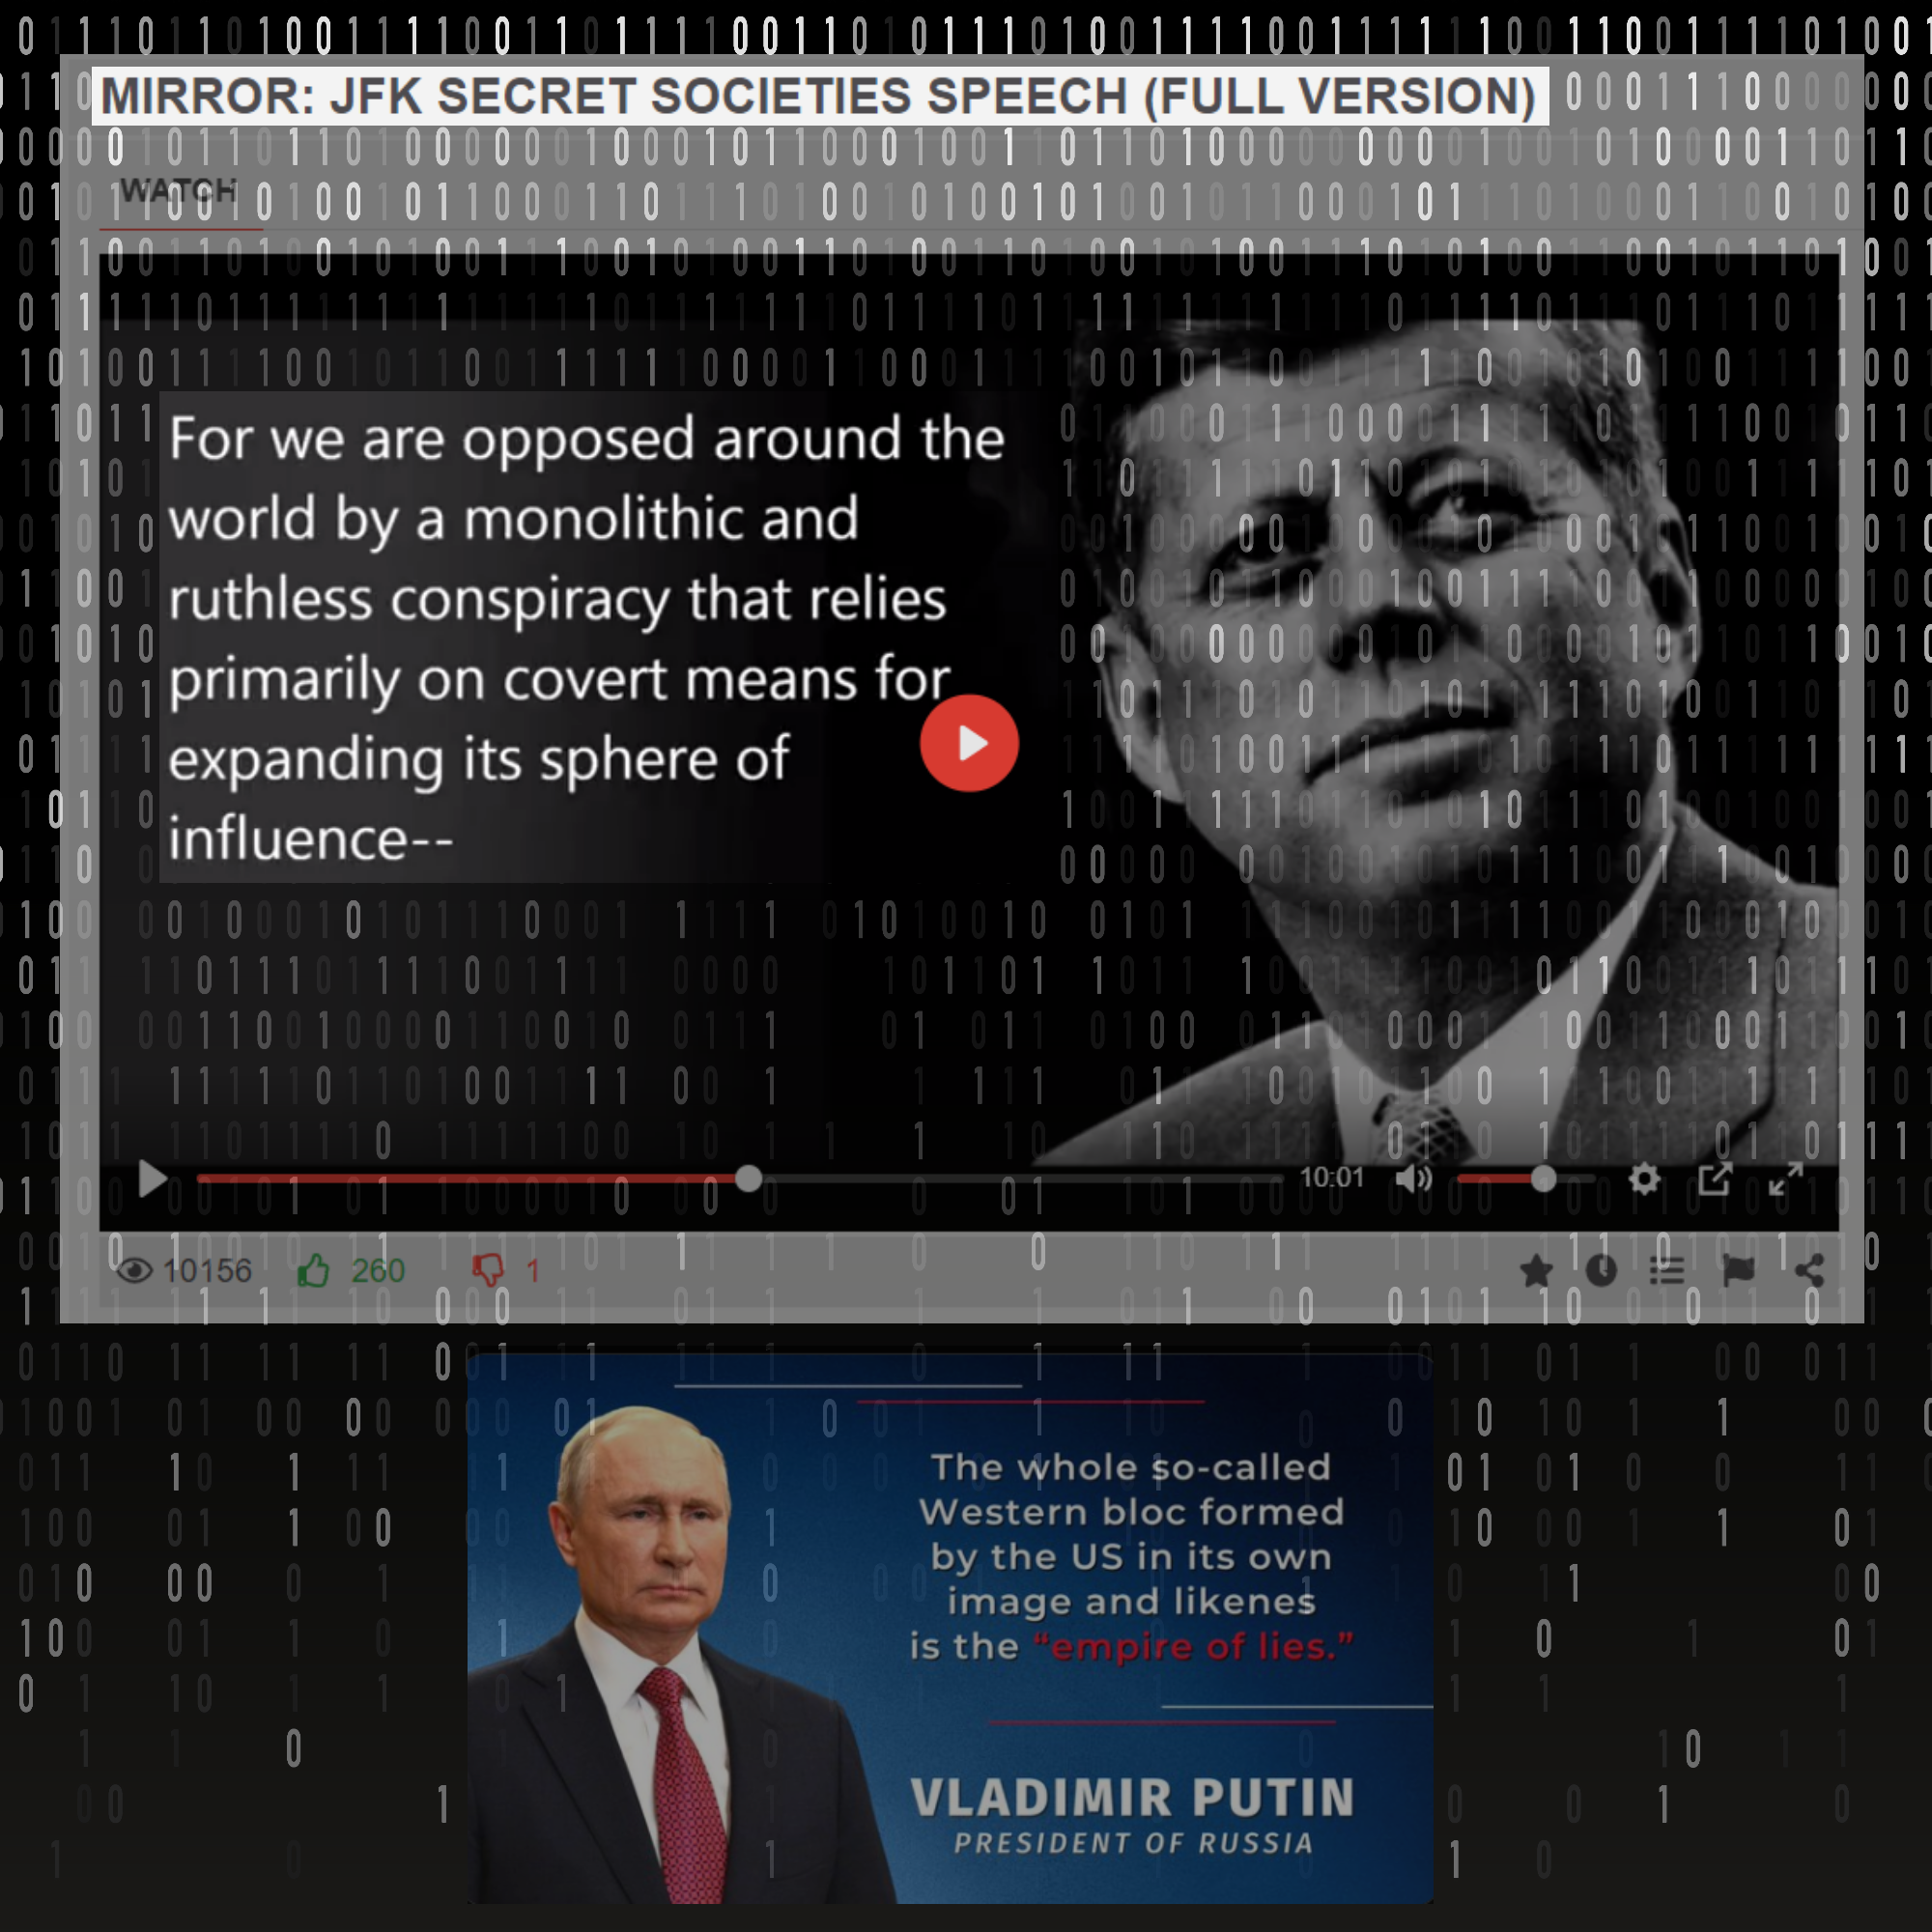 MIRROR: JFK SECRET SOCIETIES SPEECH (FULL VERSION)
WATCH
For we are opposed around the
world by a monolithic and
ruthless conspiracy that relies
primarily on covert means for
expanding its sphere of
influence--
10:01
10156 260 1
The whole so-called
Western bloc formed
by the US in its own
image and likenes
is the “empire of lies.”
VLADIMIR PUTIN
PRESIDENT OF RUSSIA